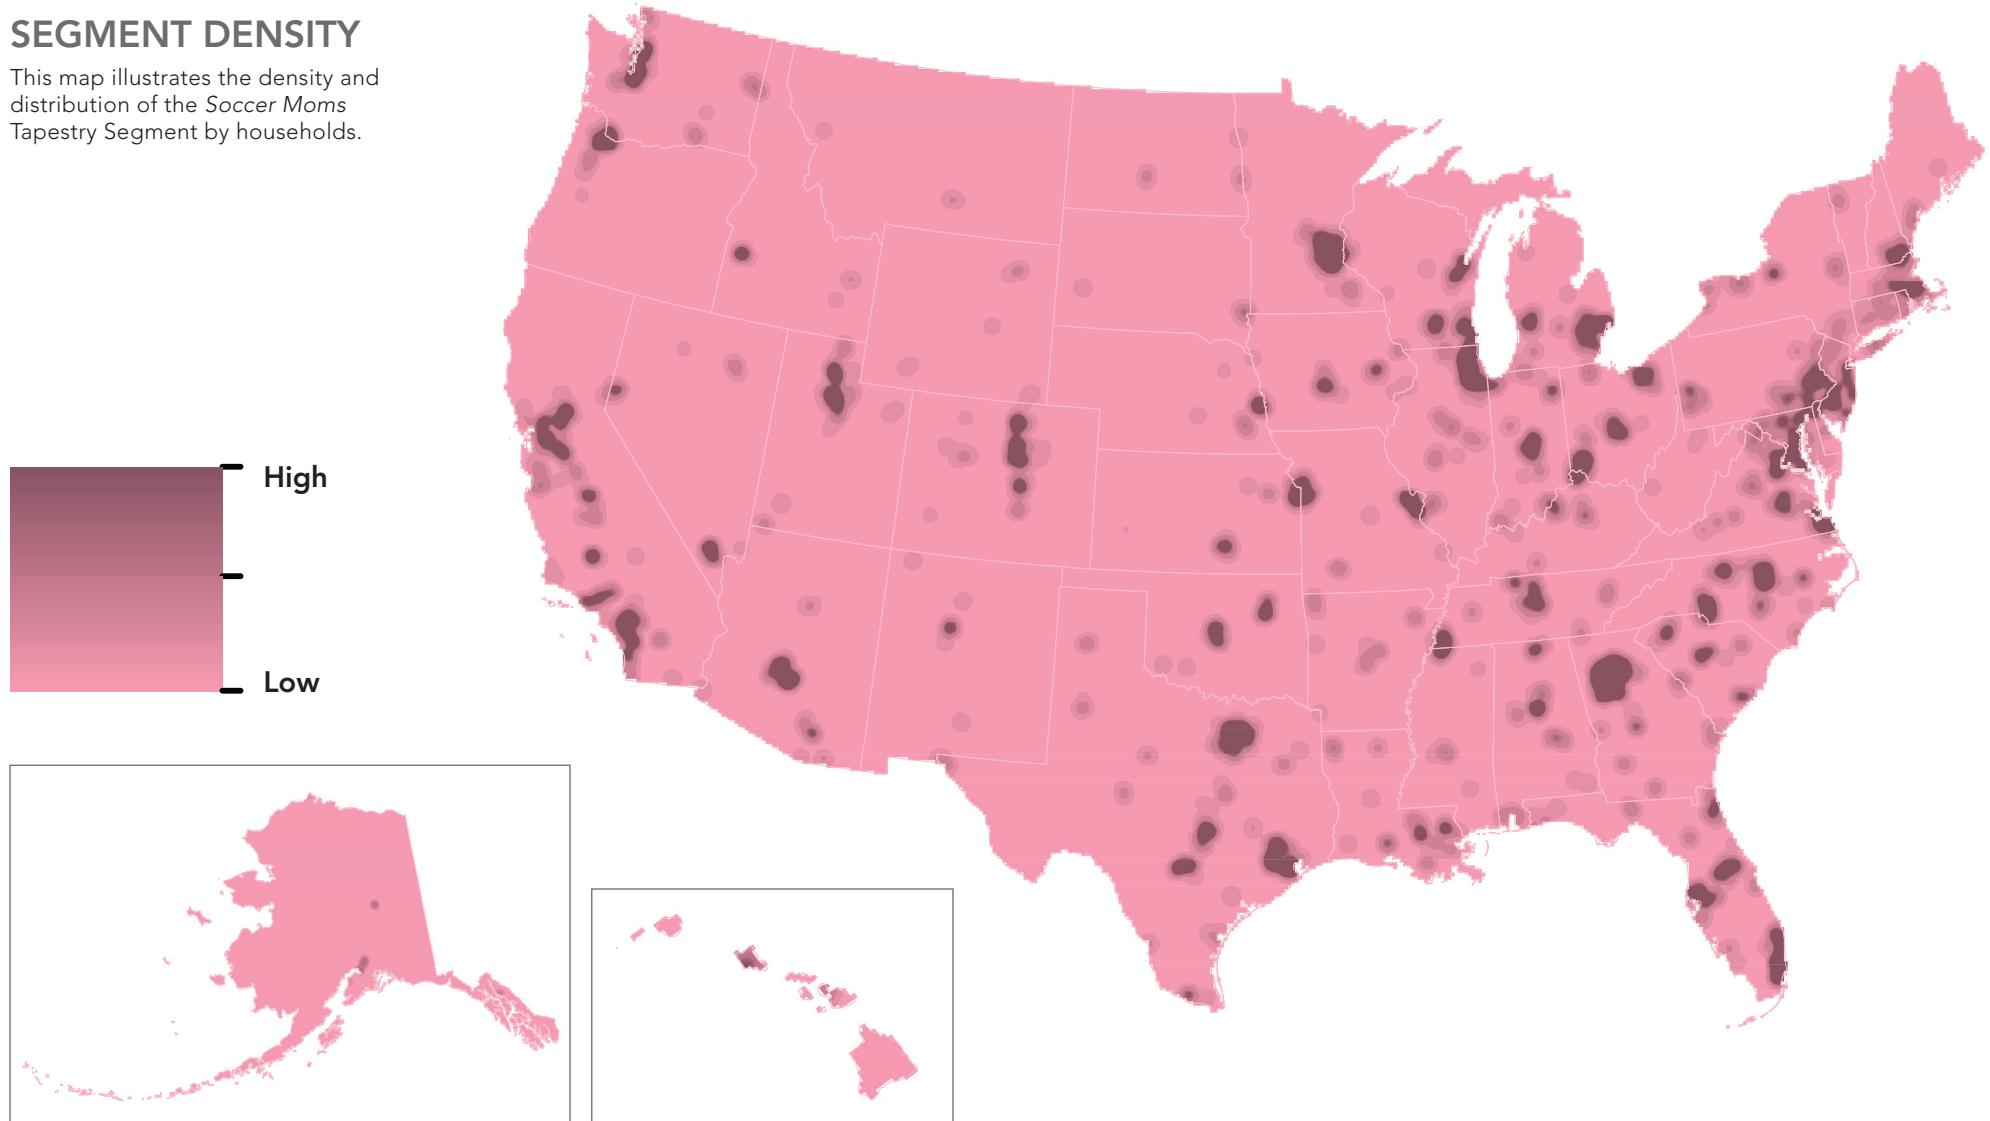 SEGMENT DENSITY
This map illustrates the density and
distribution of the Soccer Moms
Tapestry Segment by households.
High
Low